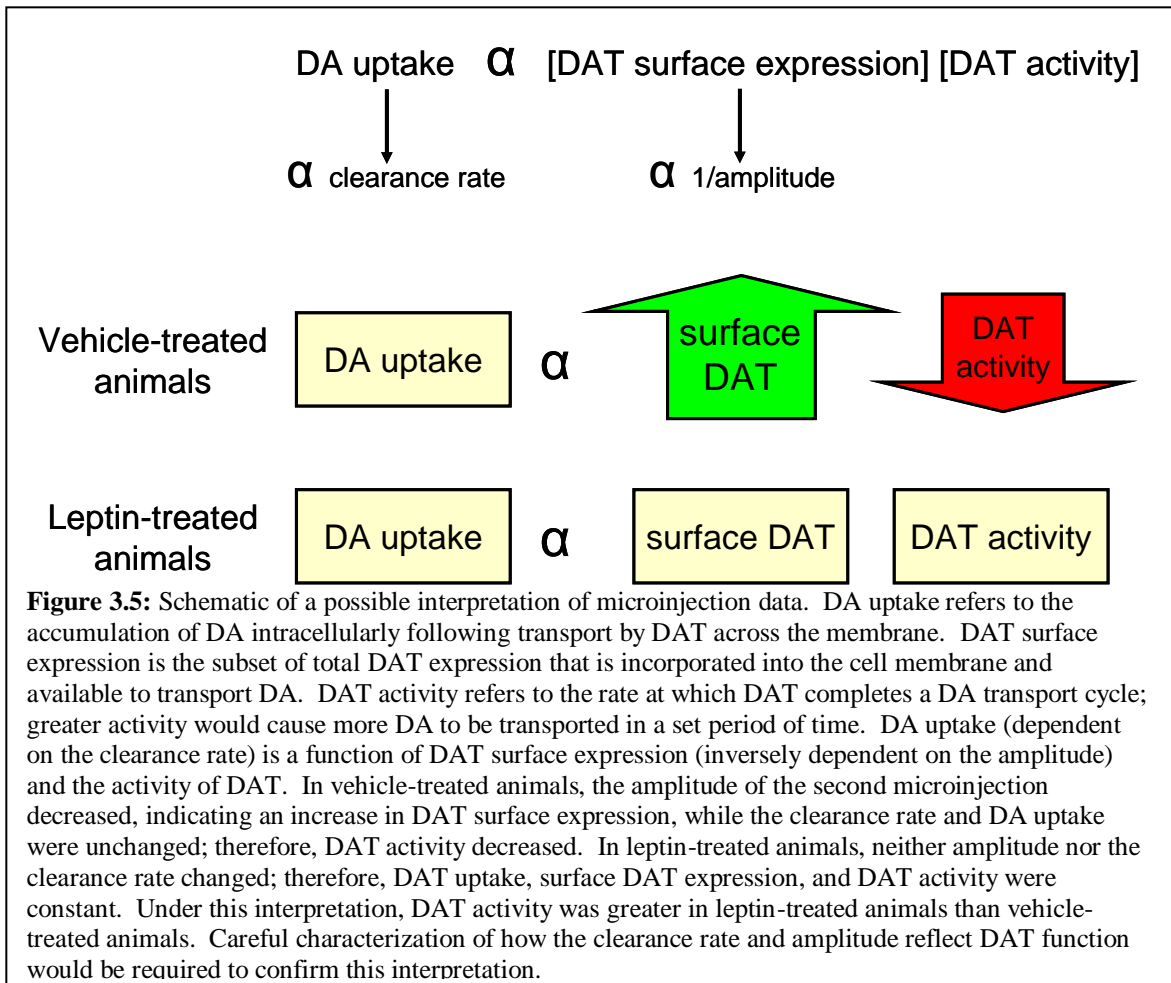 DA uptake α [DAT surface expression] [DAT activity]
α clearance rate α 1/amplitude
Vehicle-treated
animals
DA uptake
α
surface
DAT
DAT
activity
Leptin-treated
animals
DA uptake
α
surface DAT
DAT activity
Figure 3.5: Schematic of a possible interpretation of microinjection data. DA uptake refers to the
accumulation of DA intracellularly following transport by DAT across the membrane. DAT surface
expression is the subset of total DAT expression that is incorporated into the cell membrane and
available to transport DA. DAT activity refers to the rate at which DAT completes a DA transport cycle;
greater activity would cause more DA to be transported in a set period of time. DA uptake (dependent
on the clearance rate) is a function of DAT surface expression (inversely dependent on the amplitude)
and the activity of DAT. In vehicle-treated animals, the amplitude of the second microinjection
decreased, indicating an increase in DAT surface expression, while the clearance rate and DA uptake
were unchanged; therefore, DAT activity decreased. In leptin-treated animals, neither amplitude nor the
clearance rate changed; therefore, DAT uptake, surface DAT expression, and DAT activity were
constant. Under this interpretation, DAT activity was greater in leptin-treated animals than vehicle-
treated animals. Careful characterization of how the clearance rate and amplitude reflect DAT function
would be required to confirm this interpretation.